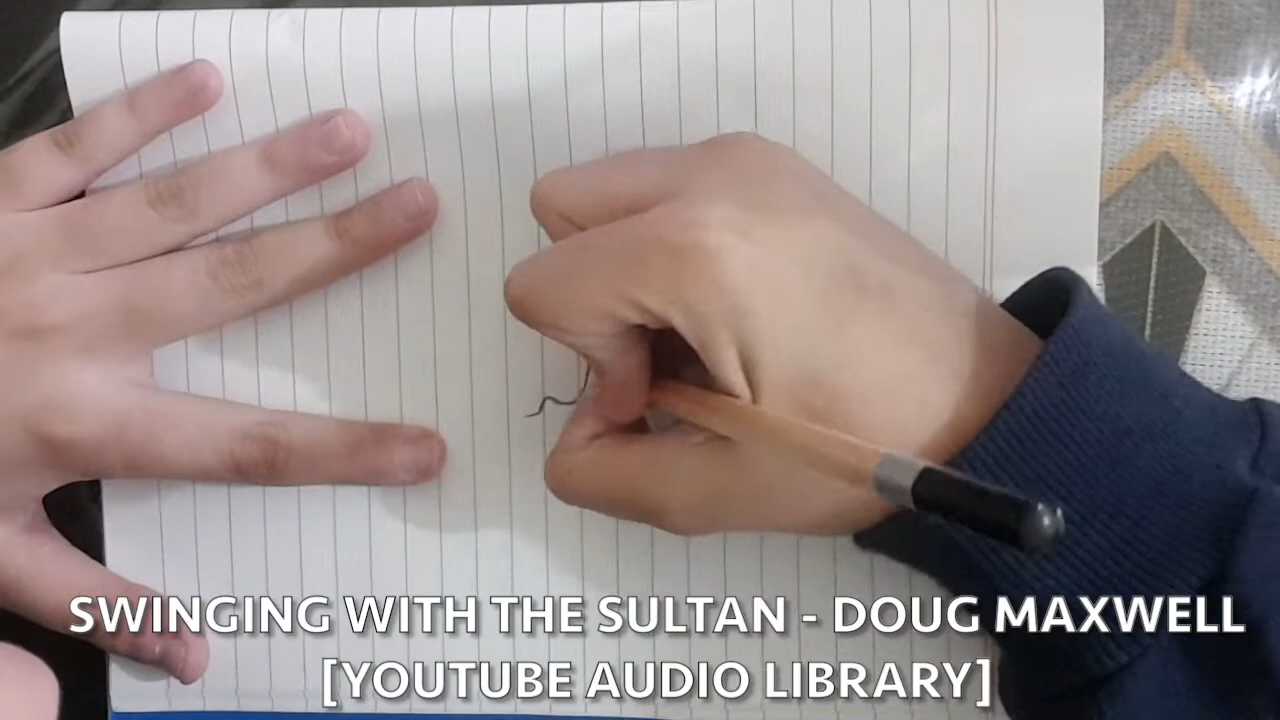 SWINGING WITH THE SULTAN - DOUG MAXWELL
[YOUTUBE AUDIO LIBRARY]